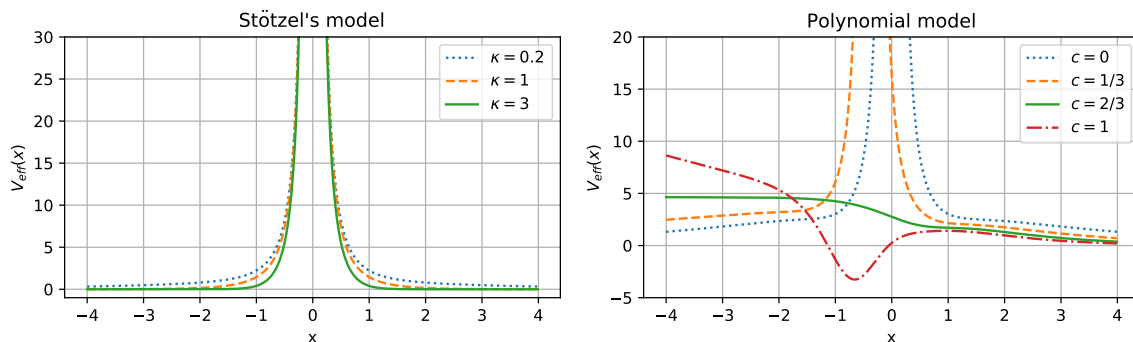 Stötzel's model
30
25
20
15
10
5
0
V_eff(x)
−4 −3 −2 −1 0 1 2 3 4
x
κ = 0.2
κ = 1
κ = 3
Polynomial model
20
15
10
5
0
−5
V_eff(x)
−4 −3 −2 −1 0 1 2 3 4
x
c = 0
c = 1/3
c = 2/3
c = 1